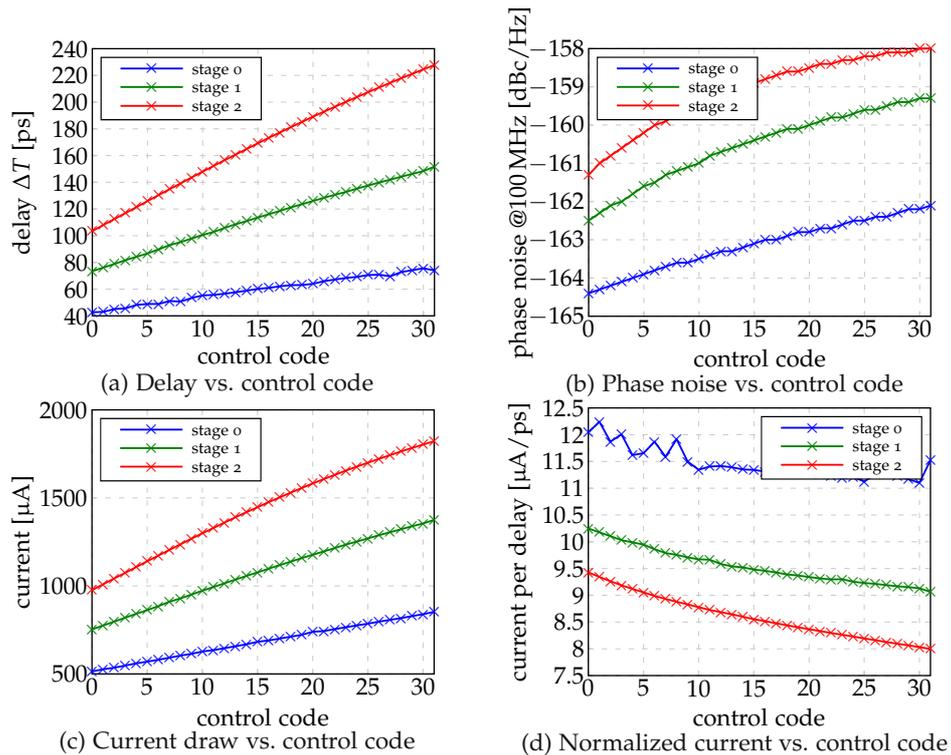 240
220
200
180
160
140
120
100
80
60
40
delay ΔT [ps]
stage 0
stage 1
stage 2
0 5 10 15 20 25 30
control code
(a) Delay vs. control code
−158
−159
−160
−161
−162
−163
−164
−165
phase noise @100 MHz [dBc/Hz]
stage 0
stage 1
stage 2
0 5 10 15 20 25 30
control code
(b) Phase noise vs. control code
2000
1500
1000
500
current [µA]
stage 0
stage 1
stage 2
0 5 10 15 20 25 30
control code
(c) Current draw vs. control code
12.5
12
11.5
11
10.5
10
9.5
9
8.5
8
7.5
current per delay [µA/ps]
stage 0
stage 1
stage 2
0 5 10 15 20 25 30
control code
(d) Normalized current vs. control code